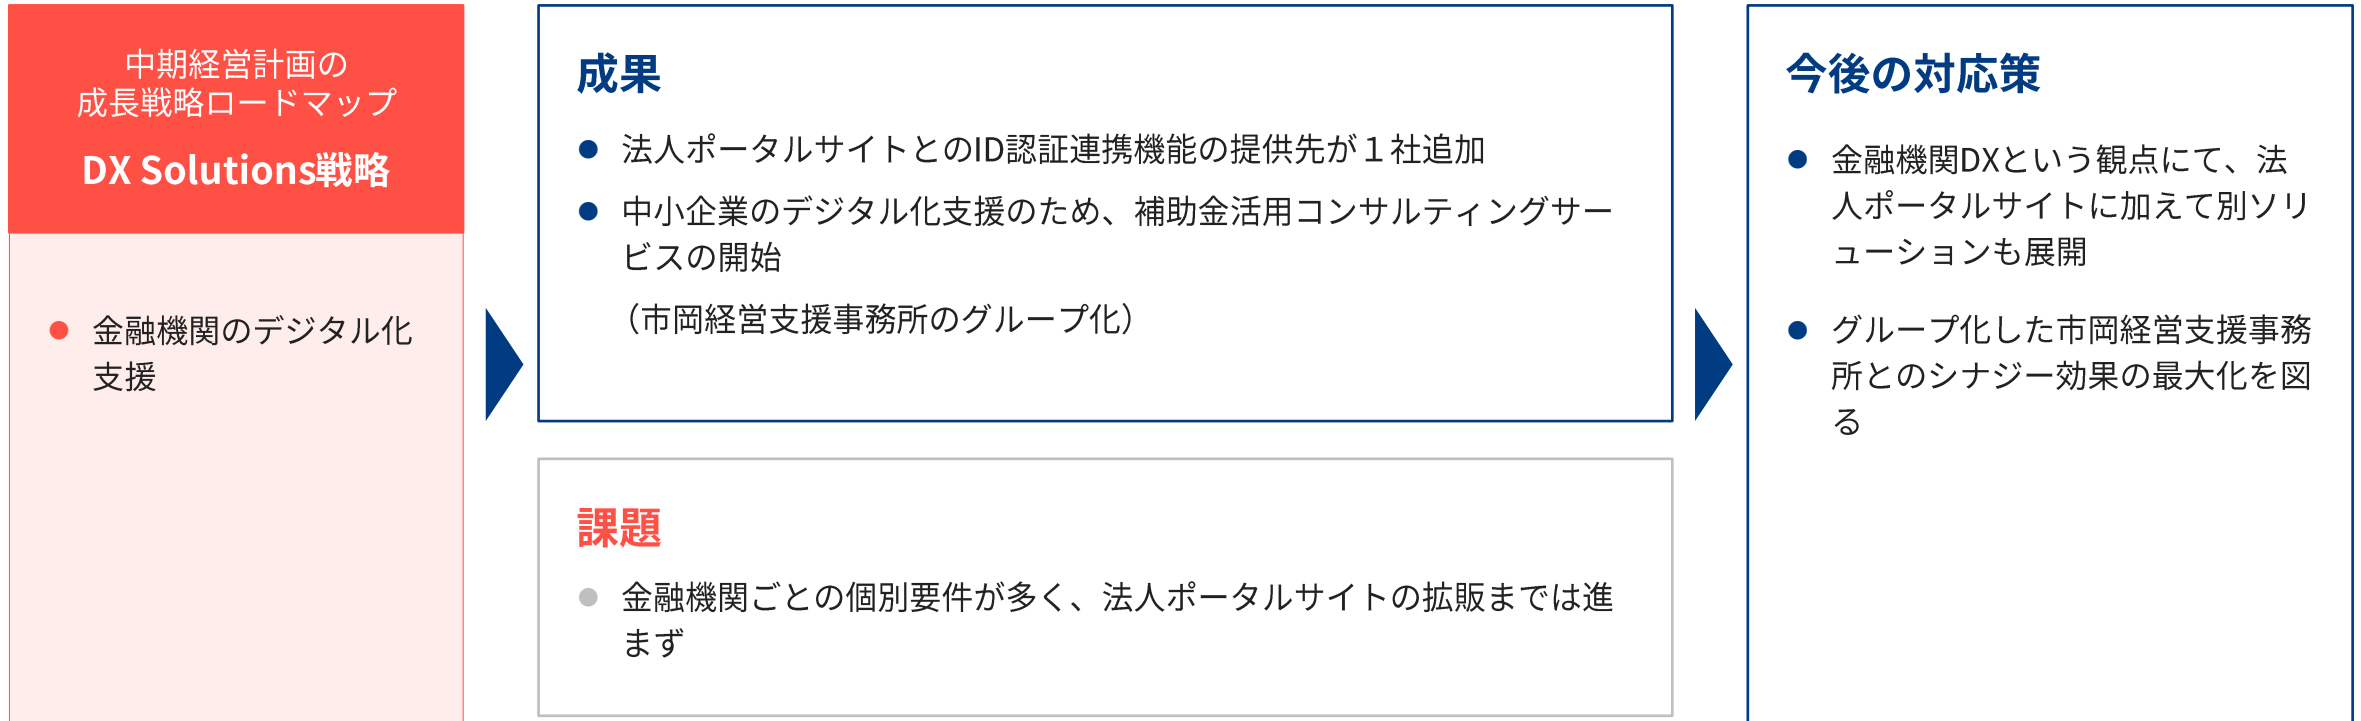 中期経営計画の
成長戦略ロードマップ
DX Solutions戦略
● 金融機関のデジタル化
支援
成果
● 法人ポータルサイトとのID認証連携機能の提供先が１社追加
● 中小企業のデジタル化支援のため、補助金活用コンサルティングサー
ビスの開始
（市岡経営支援事務所のグループ化）
課題
● 金融機関ごとの個別要件が多く、法人ポータルサイトの拡販までは進
まず
今後の対応策
● 金融機関DXという観点にて、法
人ポータルサイトに加えて別ソリ
ューションも展開
● グループ化した市岡経営支援事務
所とのシナジー効果の最大化を図
る